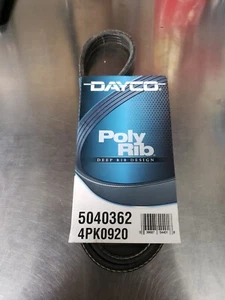 DAYCO
Poly
Rib
DEEP RIB DESIGN
5040362
4PK0920